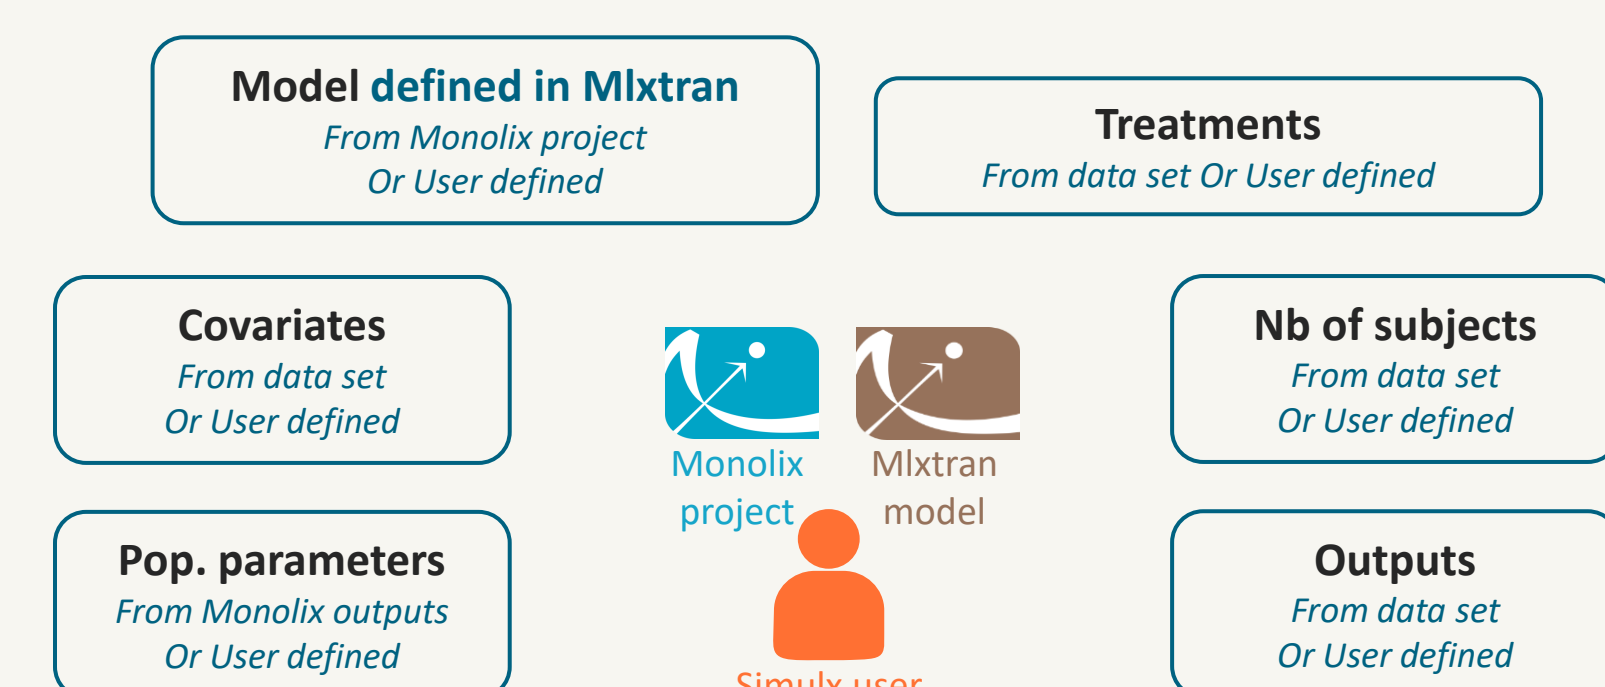 Model defined in Mlxtran
From Monolix project
Or User defined
Treatments
From data set Or User defined
Covariates
From data set
Or User defined
Monolix
project
Mlxtran
model
Nb of subjects
From data set
Or User defined
Pop. parameters
From Monolix outputs
Or User defined
Simulx user
Outputs
From data set
Or User defined